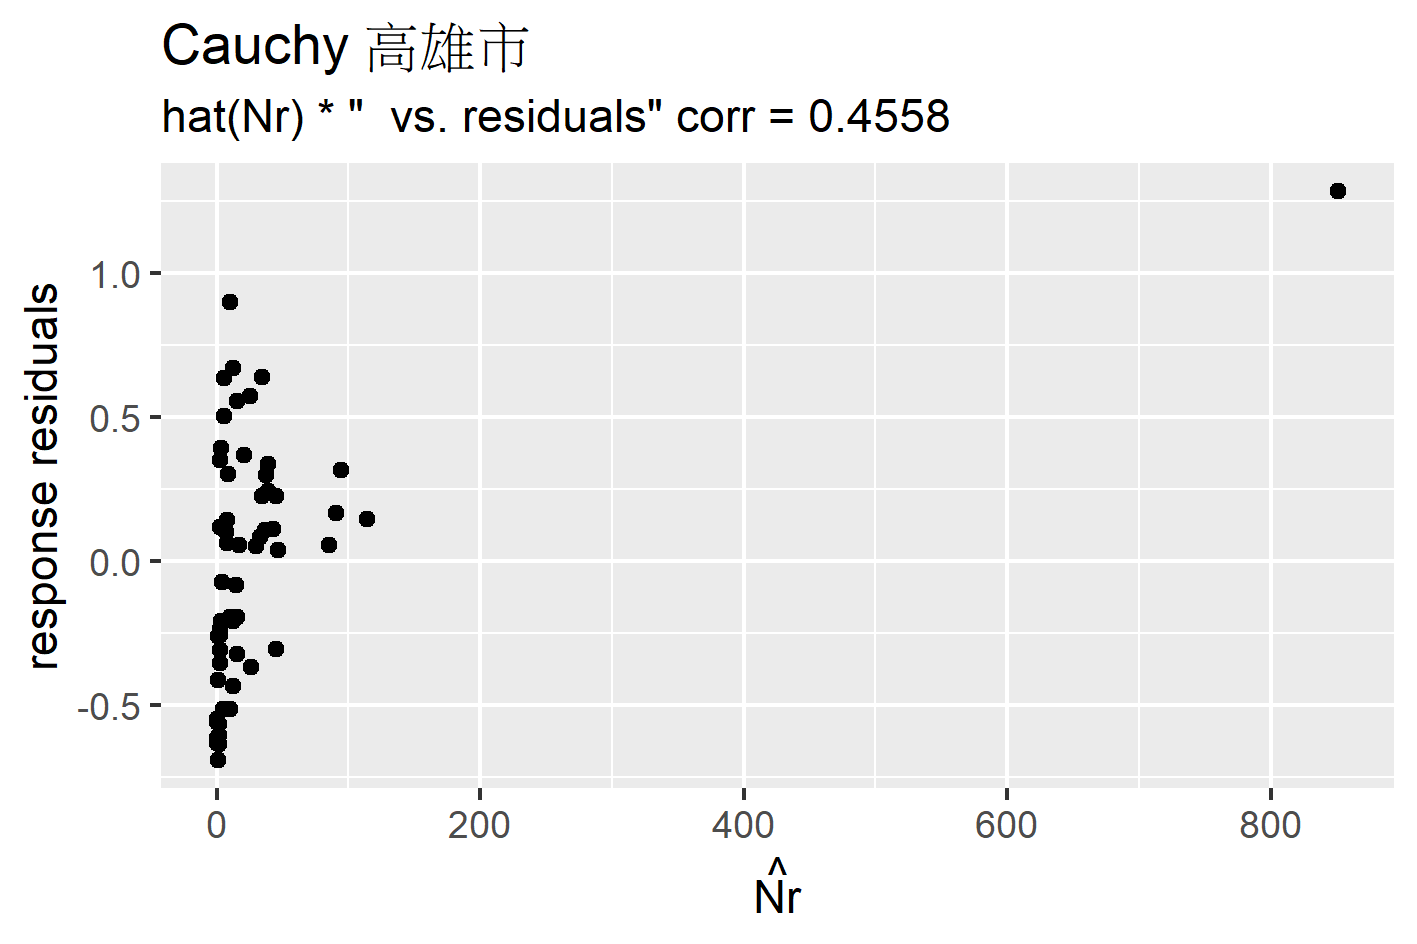 Cauchy 高雄市
hat(Nr) * "  vs. residuals" corr = 0.4558
response residuals
1.0
0.5
0.0
-0.5
0 200 400 600 800
N̂r